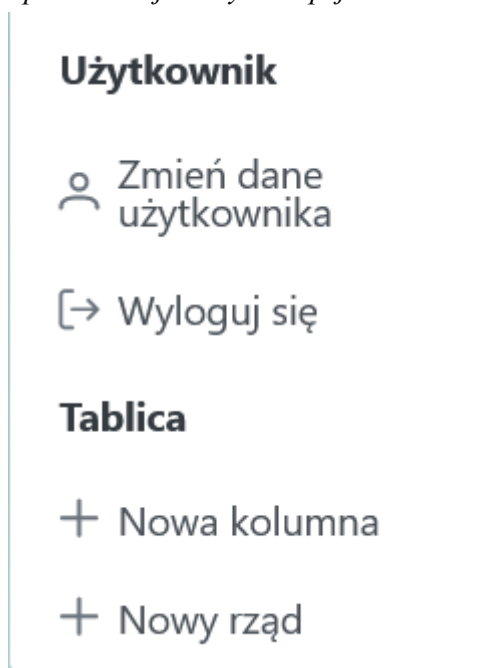 Użytkownik
Zmień dane
użytkownika
Wyloguj się
Tablica
Nowa kolumna
Nowy rząd